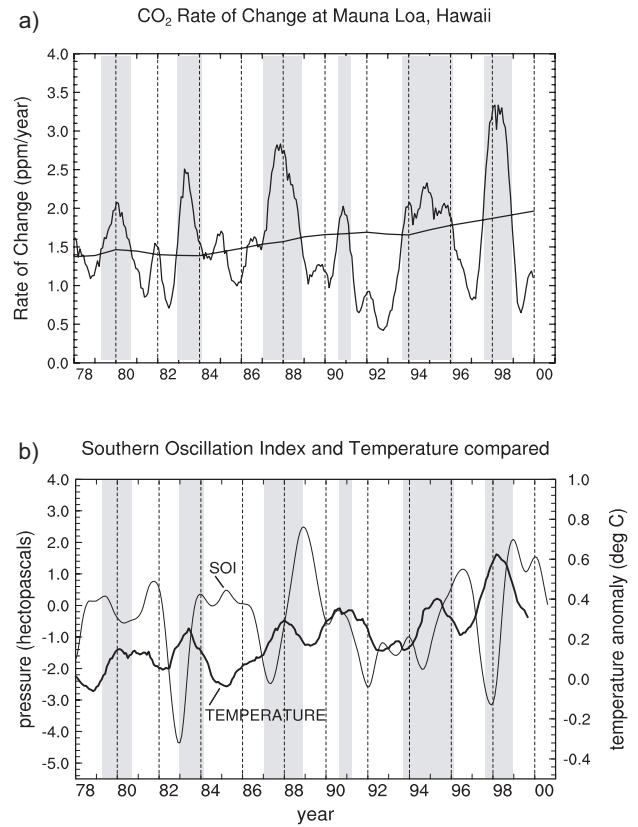 a)
CO₂ Rate of Change at Mauna Loa, Hawaii
Rate of Change (ppm/year)
4.0
3.5
3.0
2.5
2.0
1.5
1.0
0.5
0.0
78 80 82 84 86 88 90 92 94 96 98 00
b)
Southern Oscillation Index and Temperature compared
pressure (hectopascals)
4.0
3.0
2.0
1.0
0.0
-1.0
-2.0
-3.0
-4.0
-5.0
SOI
TEMPERATURE
1.0
0.8
0.6
0.4
0.2
0.0
-0.2
-0.4
temperature anomaly (deg C)
78 80 82 84 86 88 90 92 94 96 98 00
year